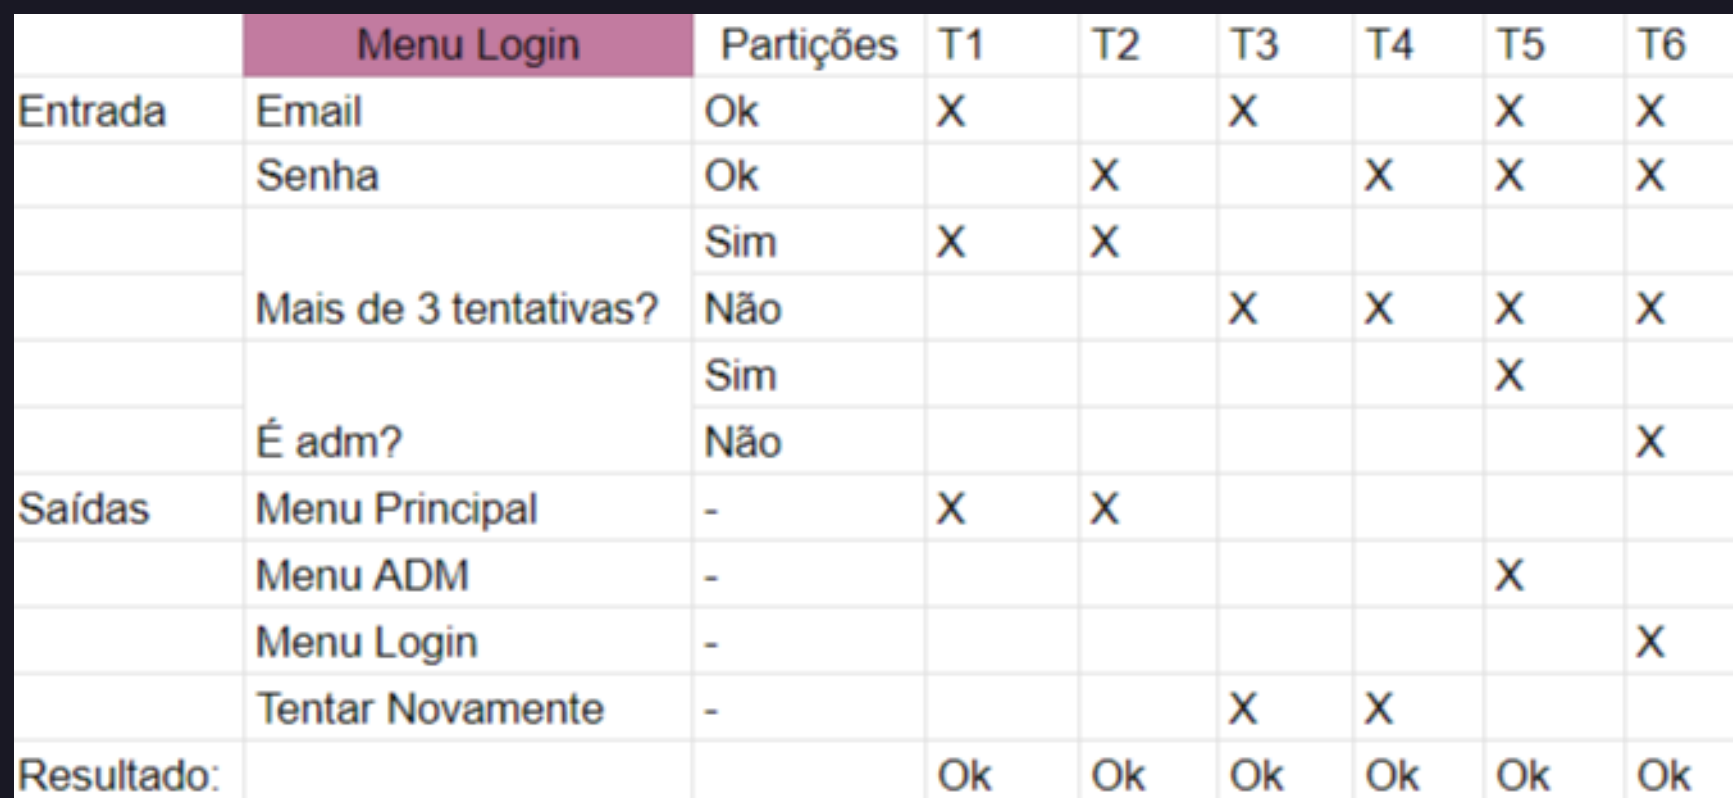 Menu Login Partições T1 T2 T3 T4 T5 T6
Entrada Email Ok X X X X
Senha Ok X X X X
Sim X X
Mais de 3 tentativas? Não X X X X
Sim X
É adm? Não X
Saídas Menu Principal - X X
Menu ADM - X
Menu Login - X
Tentar Novamente - X X
Resultado: Ok Ok Ok Ok Ok Ok